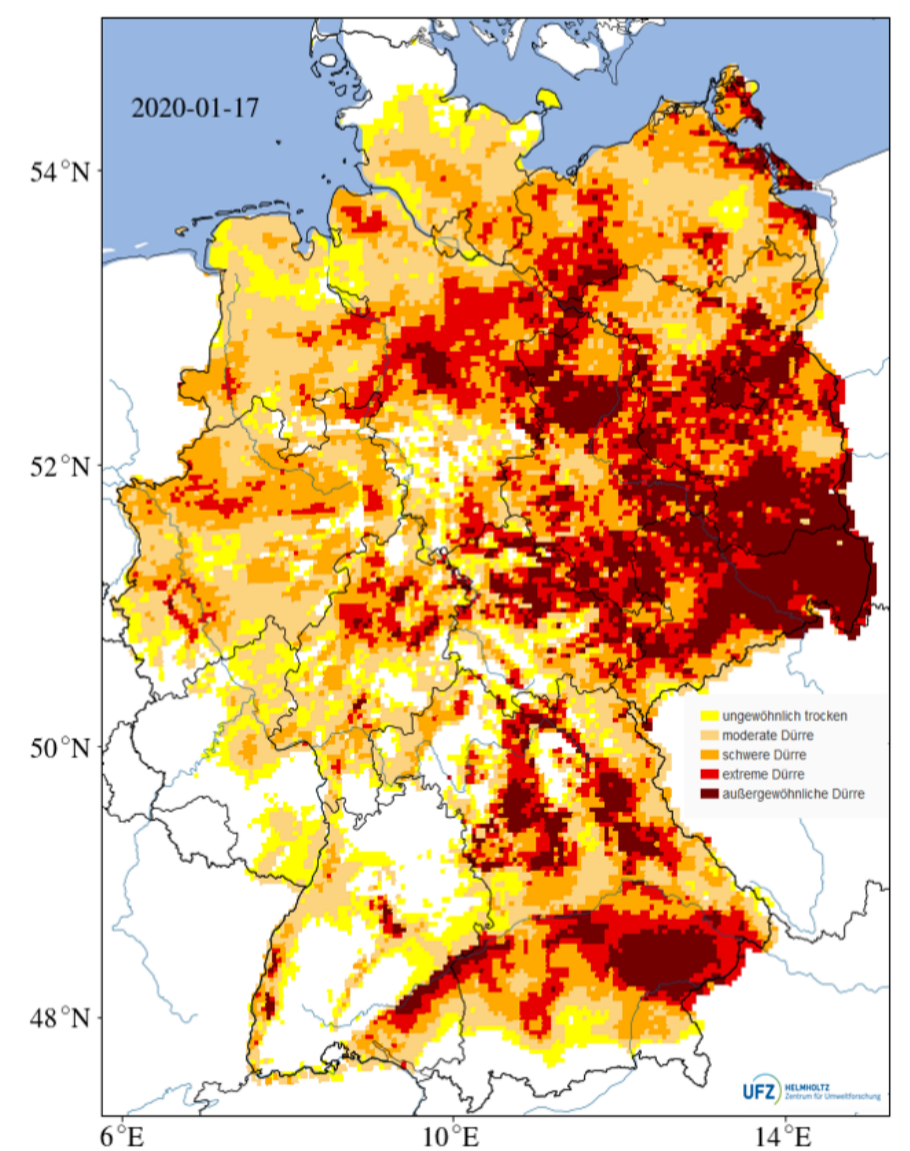 2020-01-17
54°N
52°N
50°N
48°N
ungewöhnlich trocken
moderate Dürre
schwere Dürre
extreme Dürre
außergewöhnliche Dürre
UFZ HELMHOLTZ
Zentrum für Umweltforschung
6°E 10°E 14°E